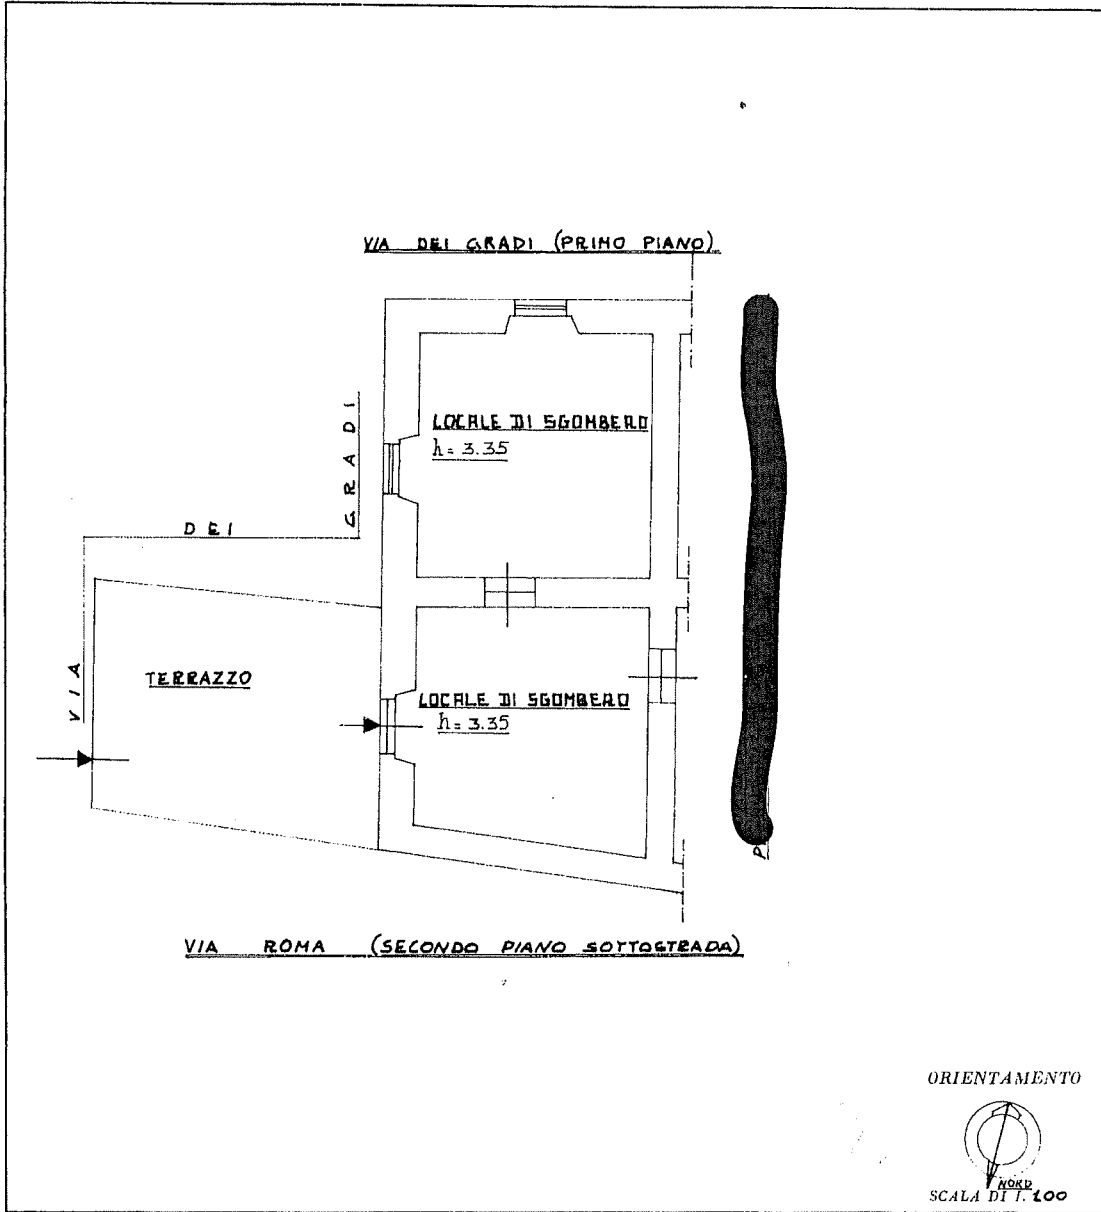 VIA DEI GRADI (PRIMO PIANO)
LOCALE DI SGOMBERO
h = 3.35
GRADI
DEI
VIA
TERRAZZO
LOCALE DI SGOMBERO
h = 3.35
P
VIA ROMA (SECONDO PIANO SOTTOSTRADA)
ORIENTAMENTO
NORD
SCALA DI 1: 100